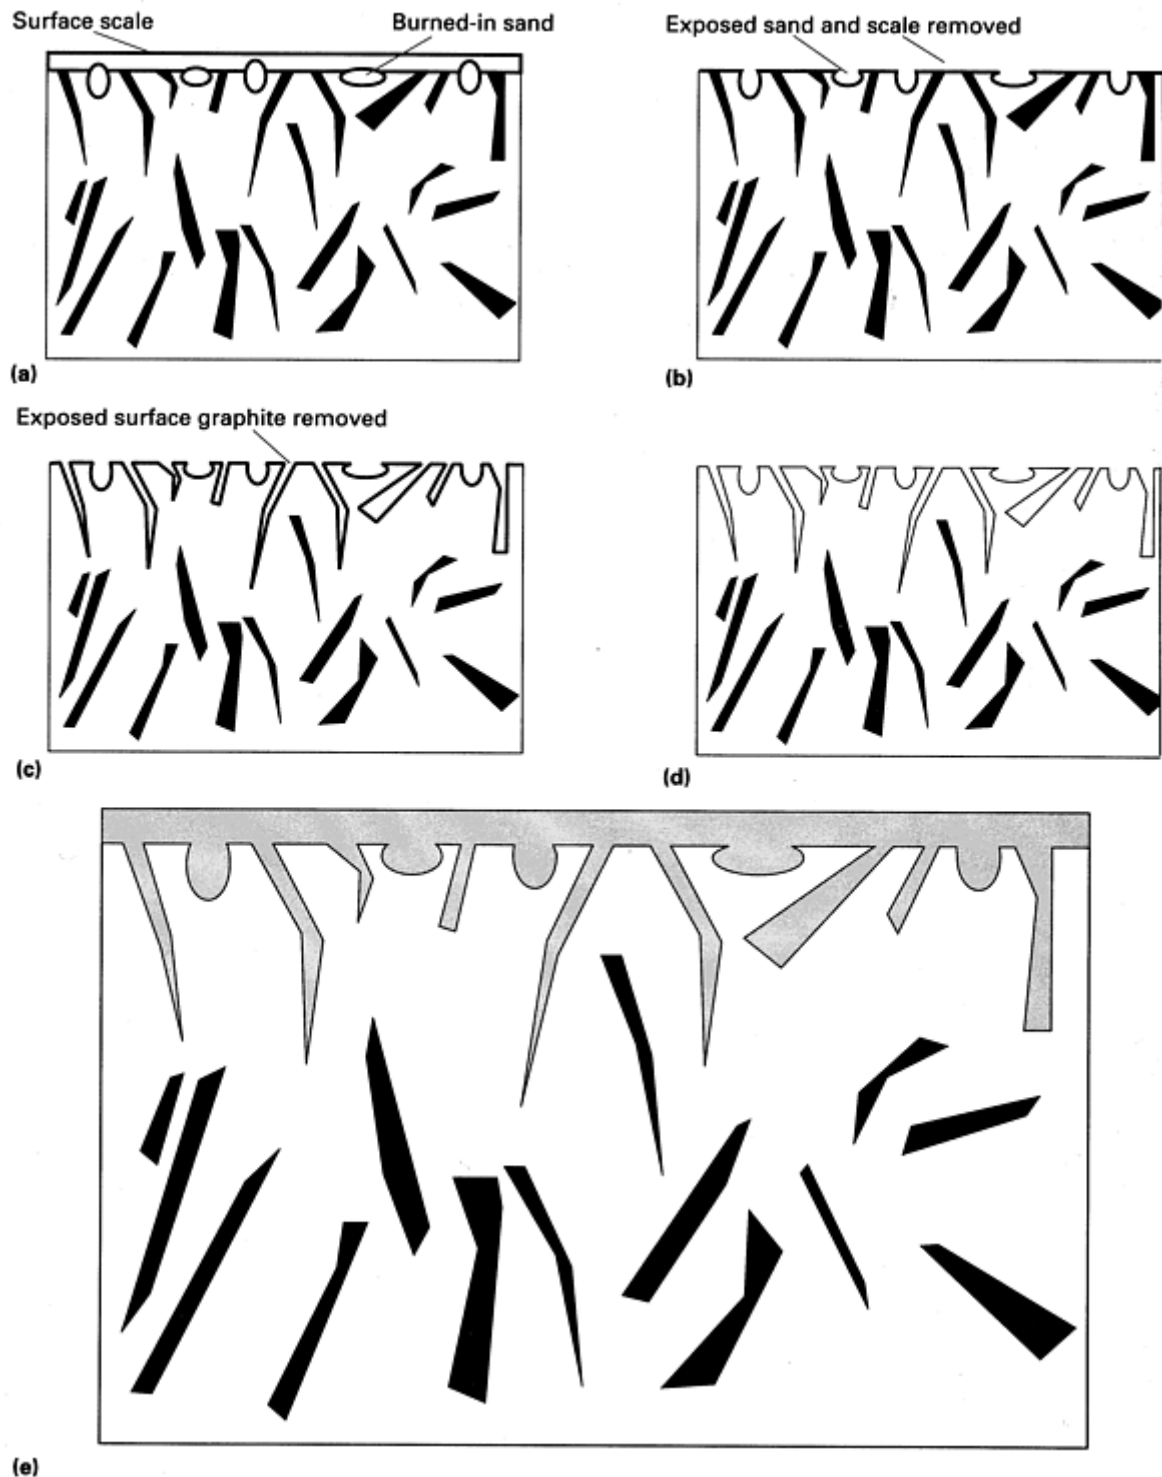 Surface scale
Burned-in sand
Exposed sand and scale removed
(a)
(b)
Exposed surface graphite removed
(c)
(d)
(e)